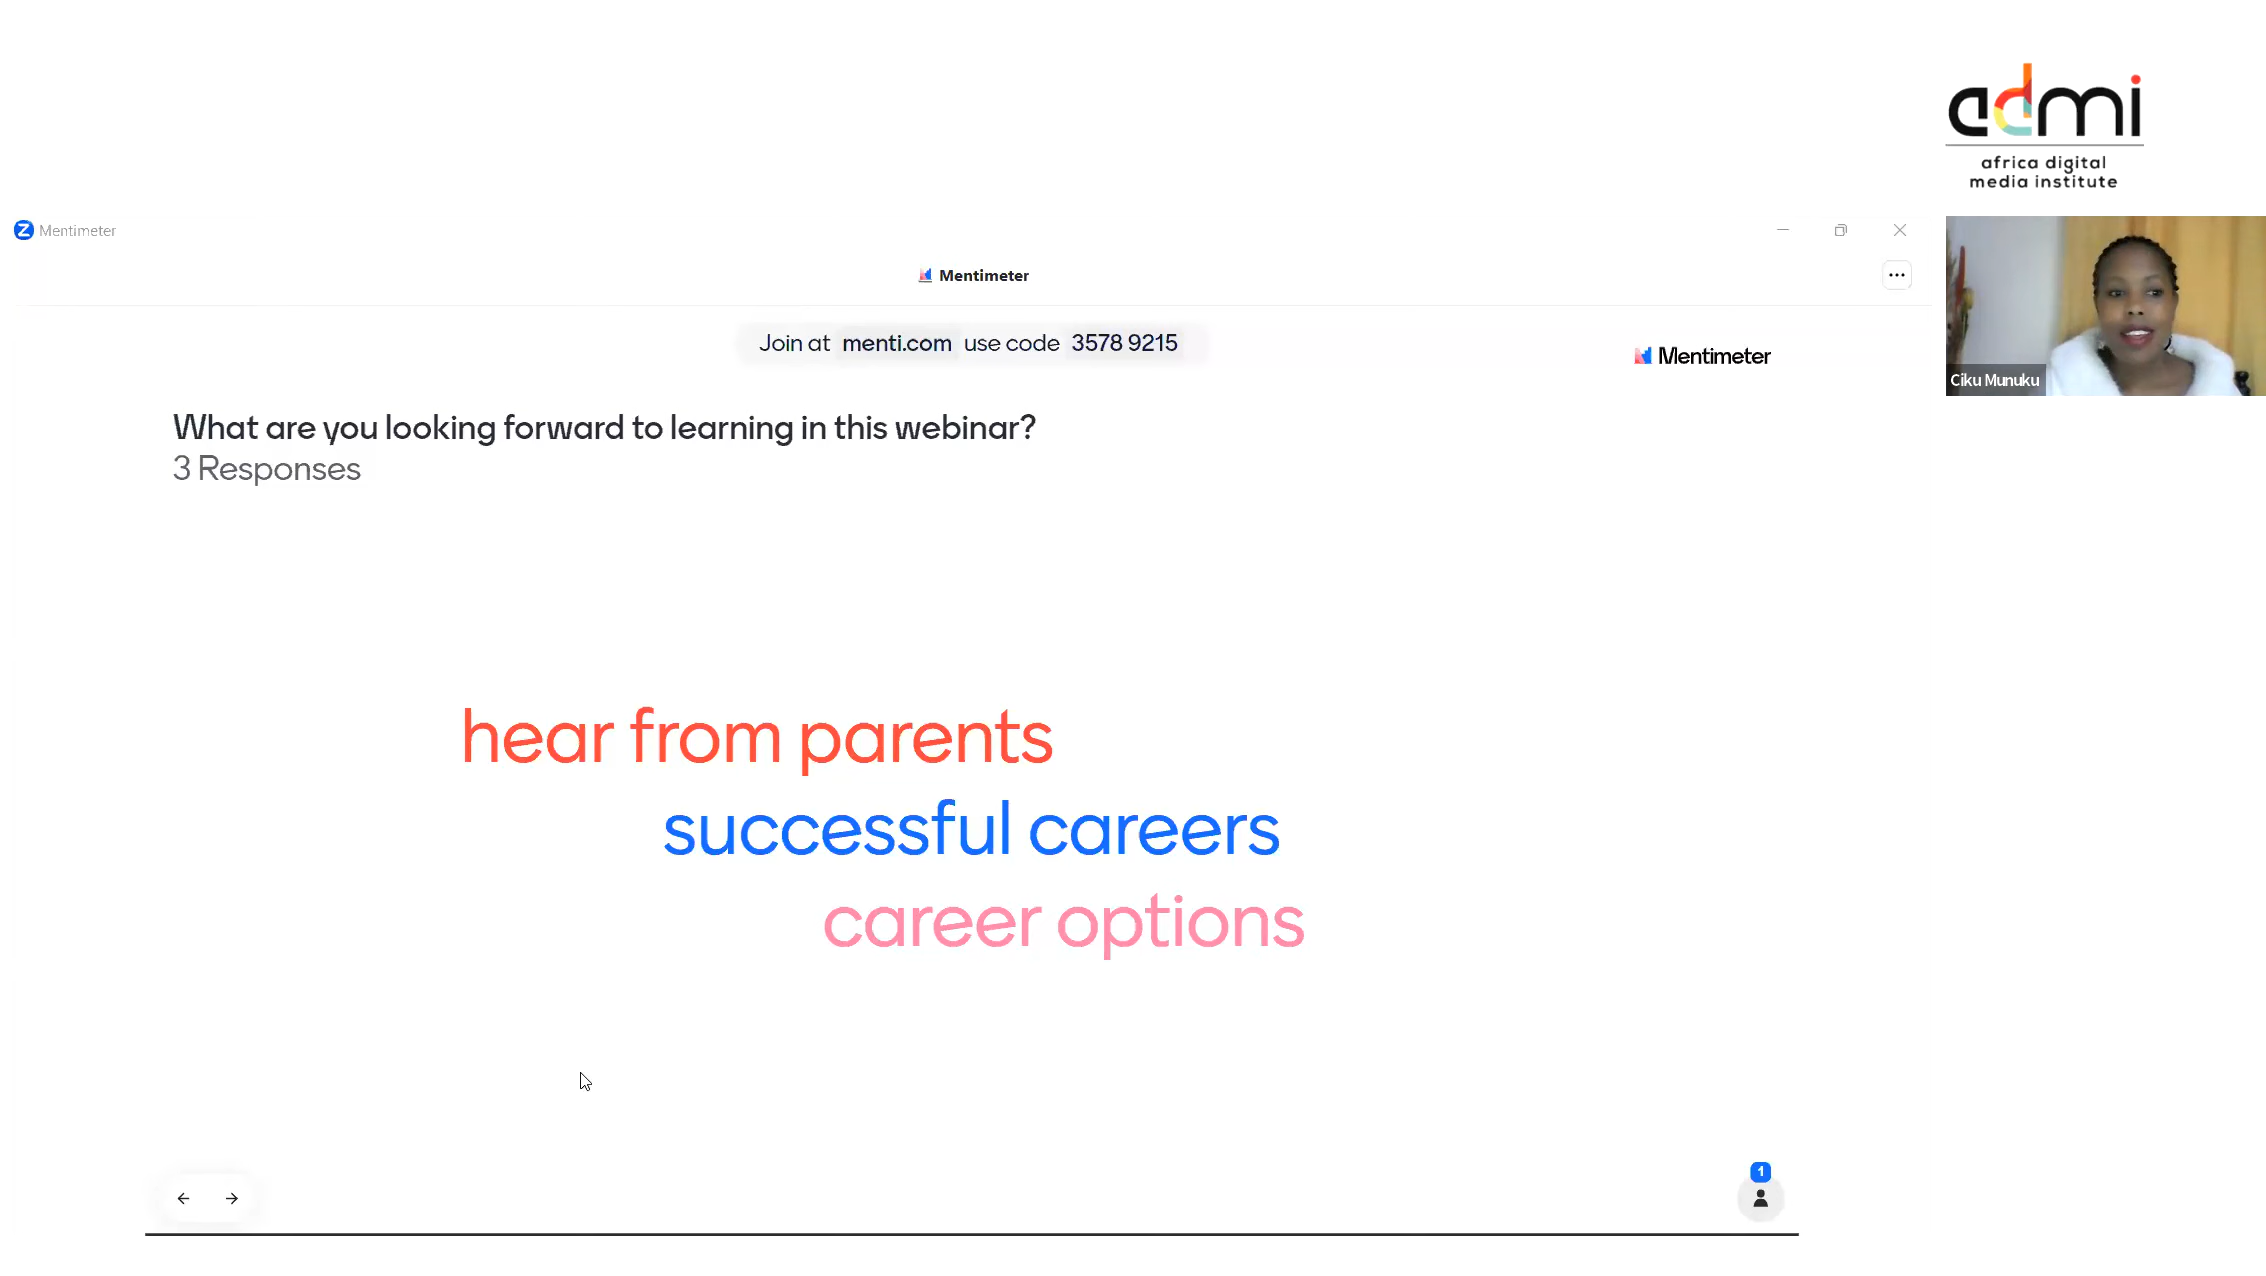 admi
africa digital
media institute
Mentimeter
Mentimeter
Join at menti.com use code 3578 9215
Mentimeter
Ciku Munuku
What are you looking forward to learning in this webinar?
3 Responses
hear from parents
successful careers
career options
1